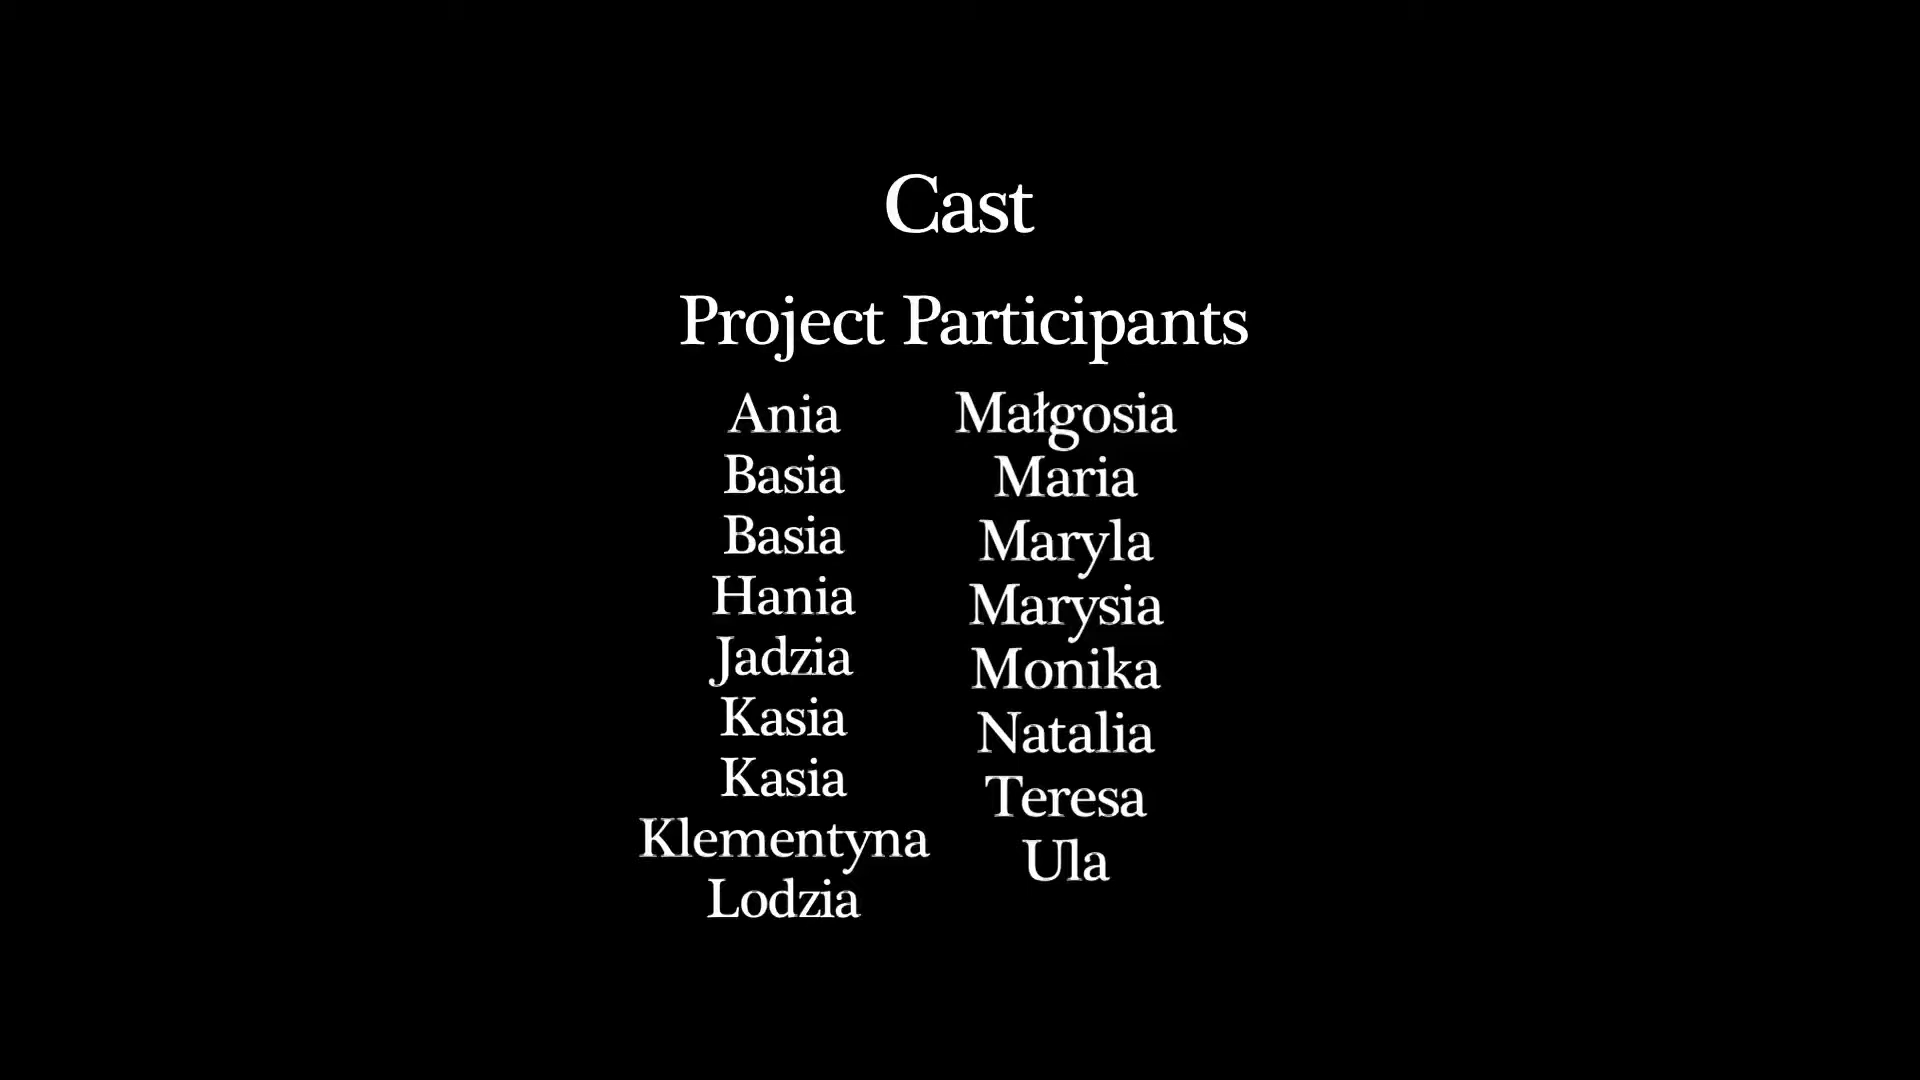 Cast
Project Participants
Ania
Basia
Basia
Hania
Jadzia
Kasia
Kasia
Klementyna
Lodzia
Małgosia
Maria
Maryla
Marysia
Monika
Natalia
Teresa
Ula